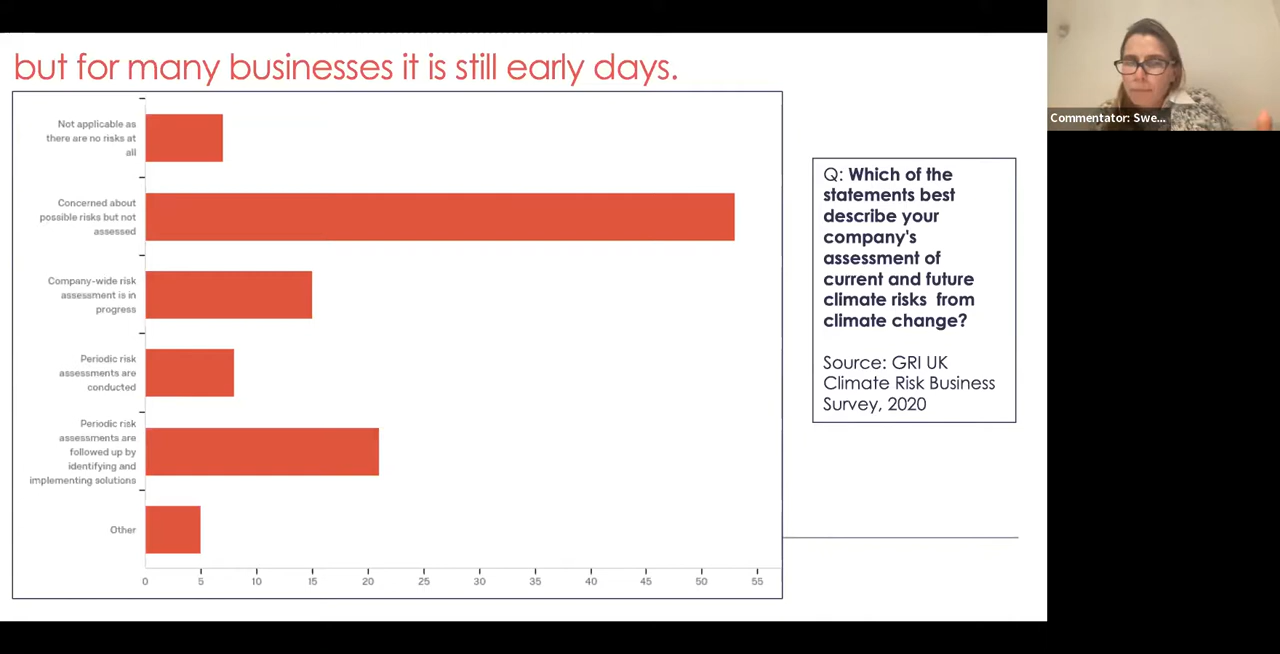 but for many businesses it is still early days.
Not applicable as
there are no risks at
all
Concerned about
possible risks but not
assessed
Company-wide risk
assessment is in
progress
Periodic risk
assessments are
conducted
Periodic risk
assessments are
followed up by
identifying and
implementing solutions
Other
0 5 10 15 20 25 30 35 40 45 50 55
Q: Which of the
statements best
describe your
company's
assessment of
current and future
climate risks from
climate change?
Source: GRI UK
Climate Risk Business
Survey, 2020
Commentator: Swe...